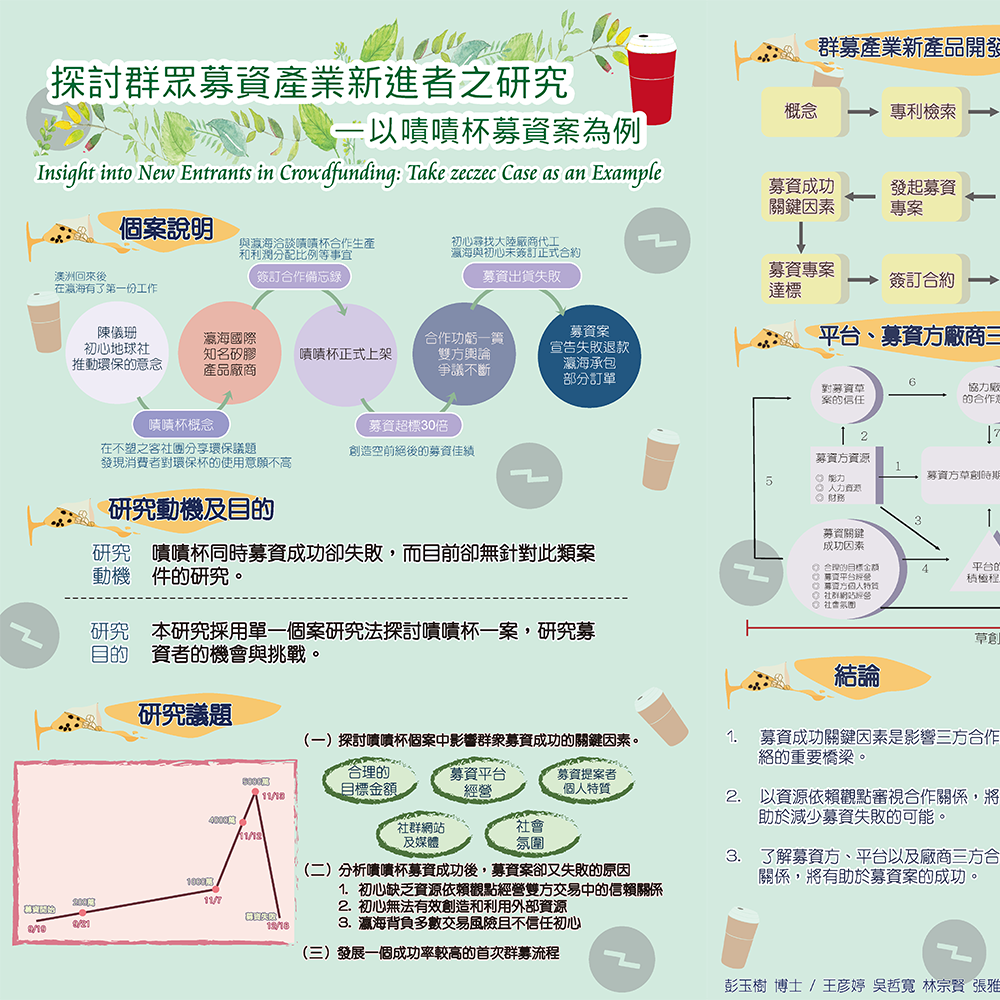 探討群眾募資產業新進者之研究
—以嘖嘖杯募資案為例
Insight into New Entrants in Crowdfunding: Take zeczec Case as an Example
個案說明
澳洲回來後
在瀛海有了第一份工作
與瀛海洽談嘖嘖杯合作生產
和利潤分配比例等事宜
簽訂合作備忘錄
初心尋找大陸廠商代工
瀛海與初心未簽訂正式合約
募資出貨失敗
陳儀珊
初心地球社
推動環保的意念
瀛海國際
知名矽膠
產品廠商
嘖嘖杯正式上架
合作功虧一簣
雙方輿論
爭議不斷
募資案
宣告失敗退款
瀛海承包
部分訂單
嘖嘖杯概念
在不塑之客社團分享環保議題
發現消費者對環保杯的使用意願不高
募資超標30倍
創造空前絕後的募資佳績
研究動機及目的
研究
動機
嘖嘖杯同時募資成功卻失敗，而目前卻無針對此類案
件的研究。
研究
目的
本研究採用單一個案研究法探討嘖嘖杯一案，研究募
資者的機會與挑戰。
研究議題
募資開始
9/19
200萬
9/21
1000萬
11/7
4000萬
11/12
5000萬
11/13
募資失敗
12/18
（一）探討嘖嘖杯個案中影響群眾募資成功的關鍵因素。
合理的
目標金額
募資平台
經營
募資提案者
個人特質
社群網站
及媒體
社會
氛圍
（二）分析嘖嘖杯募資成功後，募資案卻又失敗的原因
1. 初心缺乏資源依賴觀點經營雙方交易中的信賴關係
2. 初心無法有效創造和利用外部資源
3. 瀛海背負多數交易風險且不信任初心
（三）發展一個成功率較高的首次群募流程
群募產業新產品開發
概念
專利檢索
募資成功
關鍵因素
發起募資
專案
募資專案
達標
簽訂合約
平台、募資方廠商三
對募資草
案的信任
6
協力廠
的合作意
2
7
募資方資源
◎ 能力
◎ 人力資源
◎ 財務
1
募資方草創時期
5
3
募資關鍵
成功因素
◎ 合理的目標金額
◎ 募資平台經營
◎ 募資方個人特質
◎ 社群網站經營
◎ 社會氛圍
4
平台的
積極程
草創
結論
1. 募資成功關鍵因素是影響三方合作
絡的重要橋梁。
2. 以資源依賴觀點審視合作關係，將
助於減少募資失敗的可能。
3. 了解募資方、平台以及廠商三方合
關係，將有助於募資案的成功。
彭玉樹 博士 / 王彥婷 吳哲寬 林宗賢 張雅